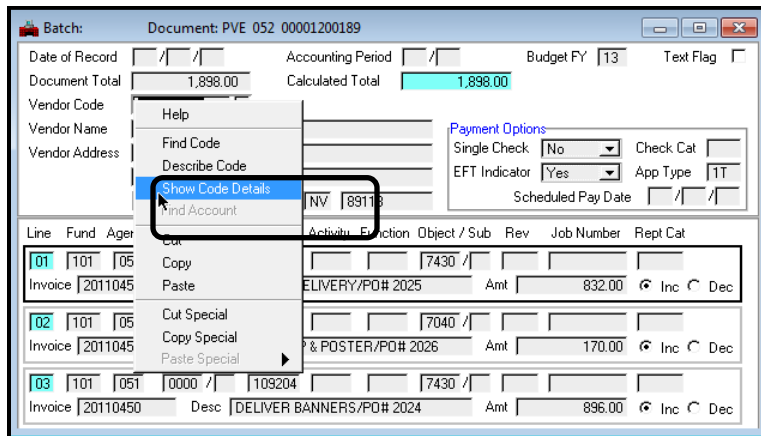 Batch: Document: PVE 052 00001200189
Date of Record / / Accounting Period / Budget FY 13 Text Flag
Document Total 1,898.00 Calculated Total 1,898.00
Vendor Code
Vendor Name
Vendor Address
NV 89118
Payment Options
Single Check No Check Cat
EFT Indicator Yes App Type 1T
Scheduled Pay Date / /
Help
Find Code
Describe Code
Show Code Details
Find Account
Cut
Copy
Paste
Cut Special
Copy Special
Paste Special
Line Fund Agen Activity Function Object / Sub Rev Job Number Rept Cat
01 101 05 7430 /
Invoice 2011045 ELIVERY/PO# 2025 Amt 832.00 Inc Dec
02 101 05 7040 /
Invoice 2011045 P & POSTER/PO# 2026 Amt 170.00 Inc Dec
03 101 051 0000 / 109204 7430 /
Invoice 20110450 Desc DELIVER BANNERS/PO# 2024 Amt 896.00 Inc Dec